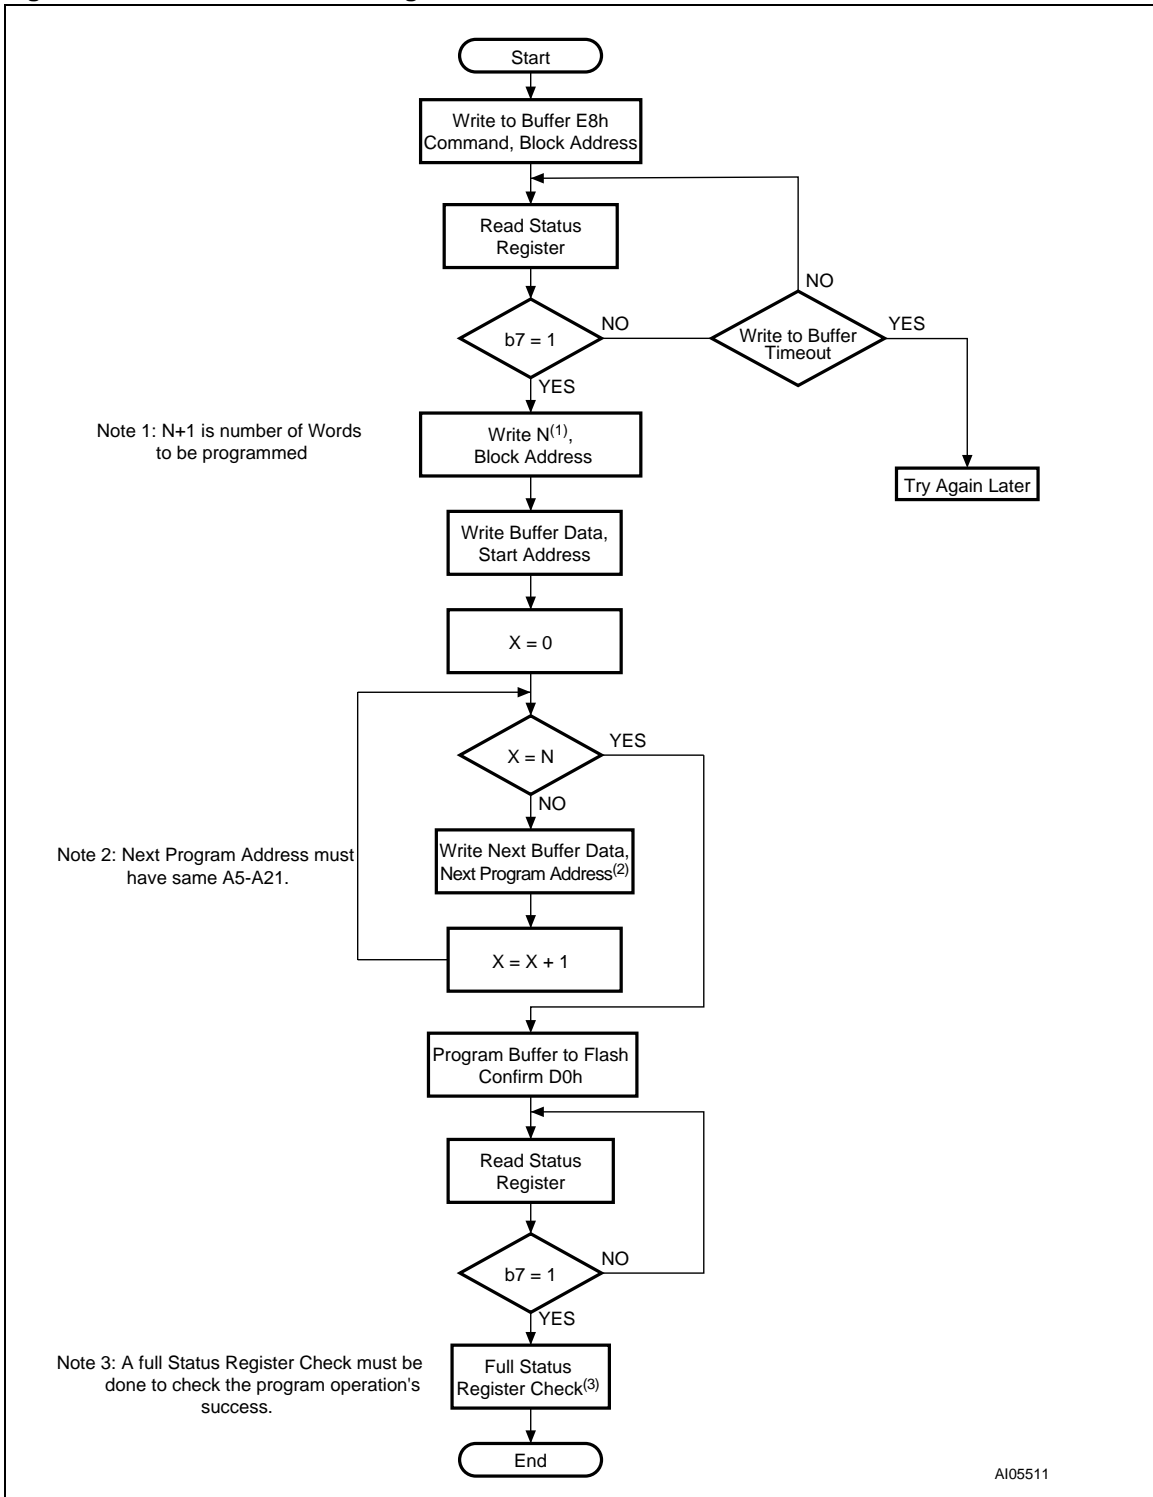 Start
Write to Buffer E8h
Command, Block Address
Read Status
Register
NO
b7 = 1
NO
Write to Buffer
Timeout
YES
YES
Note 1: N+1 is number of Words
to be programmed
Write N(1),
Block Address
Try Again Later
Write Buffer Data,
Start Address
X = 0
X = N
YES
NO
Note 2: Next Program Address must
have same A5-A21.
Write Next Buffer Data,
Next Program Address(2)
X = X + 1
Program Buffer to Flash
Confirm D0h
Read Status
Register
b7 = 1
NO
YES
Note 3: A full Status Register Check must be
done to check the program operation's
success.
Full Status
Register Check(3)
End
AI05511